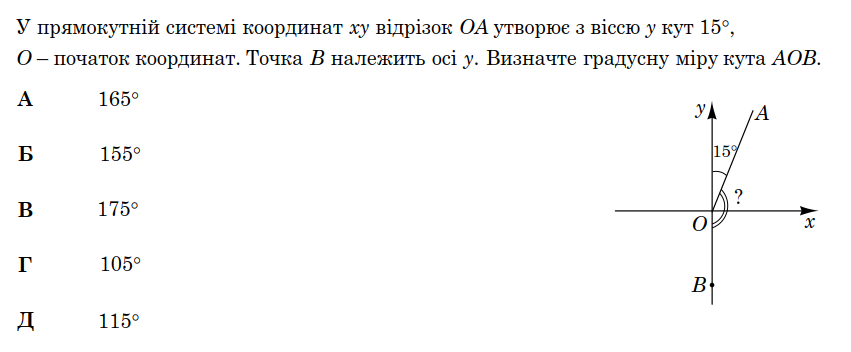 У прямокутній системі координат xy відрізок OA утворює з віссю y кут 15°,
O – початок координат. Точка B належить осі y. Визначте градусну міру кута AOB.
А 165°
Б 155°
В 175°
Г 105°
Д 115°
y A
15°
?
O x
B